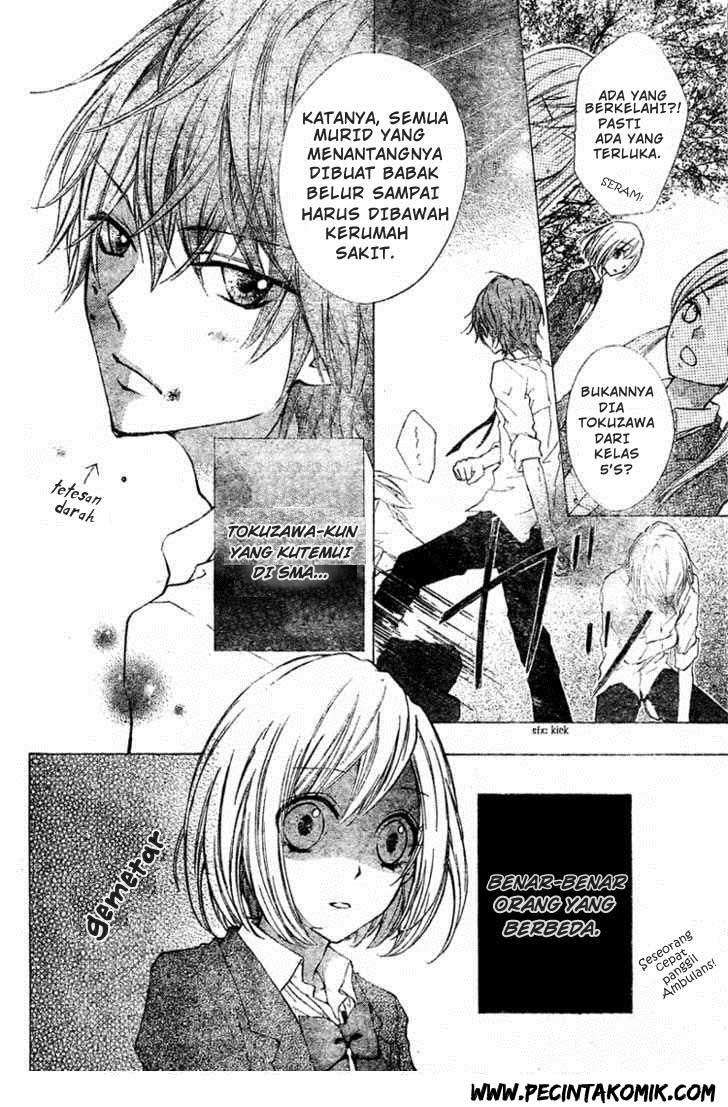 ADA YANG
BERKELAHI?!
PASTI
ADA YANG
TERLUKA.
SERAM!
BUKANNYA
DIA
TOKUZAWA
DARI
KELAS
5'S?
KATANYA, SEMUA
MURID YANG
MENANTANGNYA
DIBUAT BABAK
BELUR SAMPAI
HARUS DIBAWAH
KERUMAH
SAKIT.
tetesan
darah
TOKUZAWA-KUN
YANG KUTEMUI
DI SMA...
sfx: kick
gemetar
BENAR-BENAR
ORANG YANG
BERBEDA.
Seseorang
cepat
panggil
Ambulans!
WWW.PECINTAKOMIK.COM